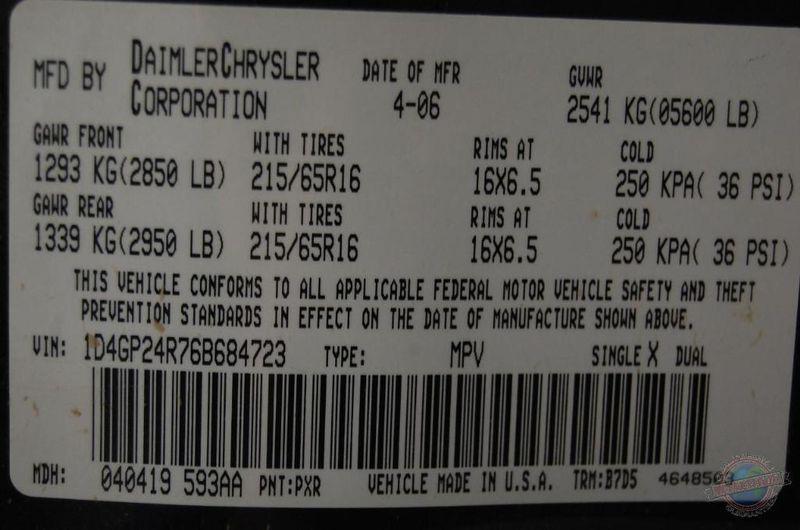 MFD BY DAIMLERCHRYSLER CORPORATION DATE OF MFR GVWR
4-06 2541 KG(05600 LB)
GAWR FRONT WITH TIRES RIMS AT COLD
1293 KG(2850 LB) 215/65R16 16X6.5 250 KPA( 36 PSI)
GAWR REAR WITH TIRES RIMS AT COLD
1339 KG(2950 LB) 215/65R16 16X6.5 250 KPA( 36 PSI)
THIS VEHICLE CONFORMS TO ALL APPLICABLE FEDERAL MOTOR VEHICLE SAFETY AND THEFT
PREVENTION STANDARDS IN EFFECT ON THE DATE OF MANUFACTURE SHOWN ABOVE.
VIN: 1D4GP24R76B684723 TYPE: MPV SINGLE X DUAL
MDH: 040419 593AA PNT:PXR VEHICLE MADE IN U.S.A. TRM:B7D5 4648503